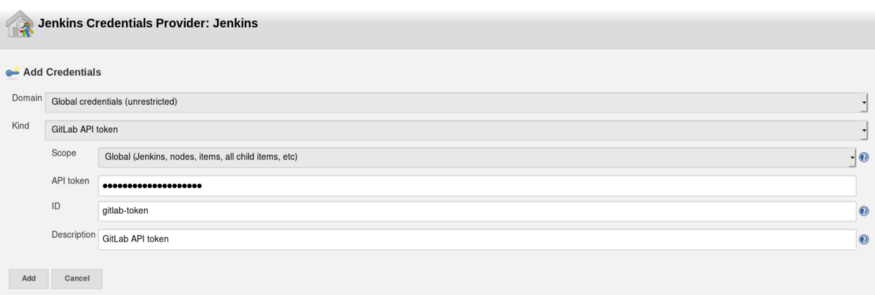 Jenkins Credentials Provider: Jenkins
Add Credentials
Domain Global credentials (unrestricted)
Kind GitLab API token
Scope Global (Jenkins, nodes, items, all child items, etc)
API token ●●●●●●●●●●●●●●●●●●●●
ID gitlab-token
Description GitLab API token
Add Cancel